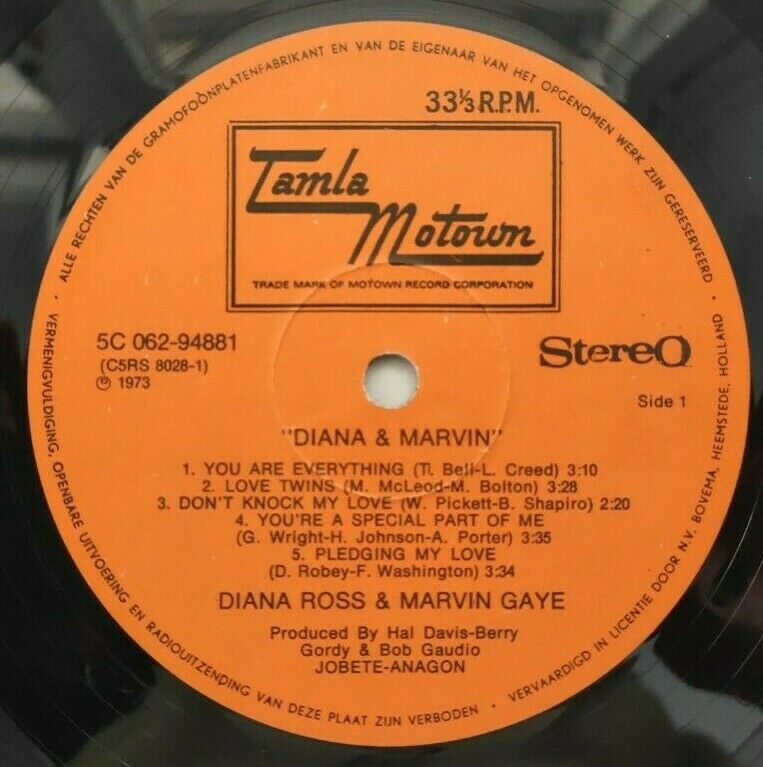 • ALLE RECHTEN VAN DE GRAMOFOONPLATENFABRIKANT EN VAN DE EIGENAAR VAN HET OPGENOMEN WERK ZIJN GERESERVEERD •
33⅓ R.P.M.
Tamla
Motown
TRADE MARK OF MOTOWN RECORD CORPORATION
5C 062-94881
(C5RS 8028-1)
℗ 1973
Stereo
Side 1
"DIANA & MARVIN"
1. YOU ARE EVERYTHING (Tl. Bell-L. Creed) 3:10
2. LOVE TWINS (M. McLeod-M. Bolton) 3:28
3. DON'T KNOCK MY LOVE (W. Pickett-B. Shapiro) 2:20
4. YOU'RE A SPECIAL PART OF ME
(G. Wright-H. Johnson-A. Porter) 3:35
5. PLEDGING MY LOVE
(D. Robey-F. Washington) 3:34
DIANA ROSS & MARVIN GAYE
Produced By Hal Davis-Berry
Gordy & Bob Gaudio
JOBETE-ANAGON
VERMENIGVULDIGING, OPENBARE UITVOERING EN RADIOUITZENDING VAN DEZE PLAAT ZIJN VERBODEN • VERVAARDIGD IN LICENTIE DOOR N.V. BOVEMA, HEEMSTEDE, HOLLAND •